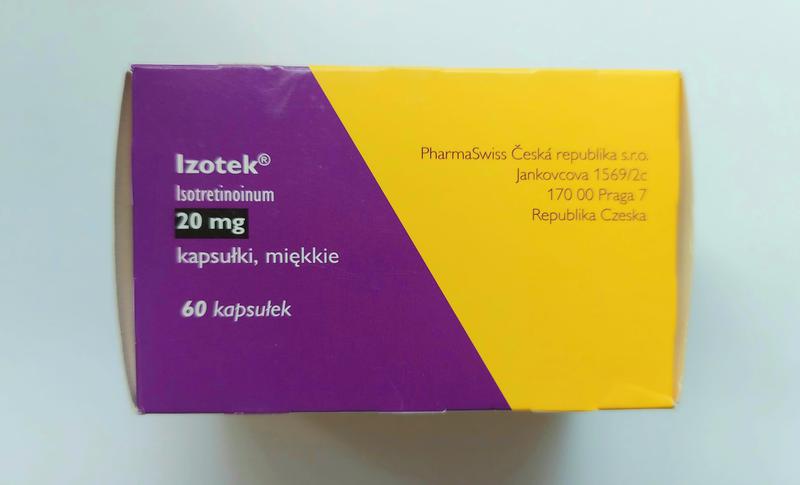 Izotek®
Isotretinoinum
20 mg
kapsułki, miękkie
60 kapsułek
PharmaSwiss Česká republika s.r.o.
Jankovcova 1569/2c
170 00 Praga 7
Republika Czeska